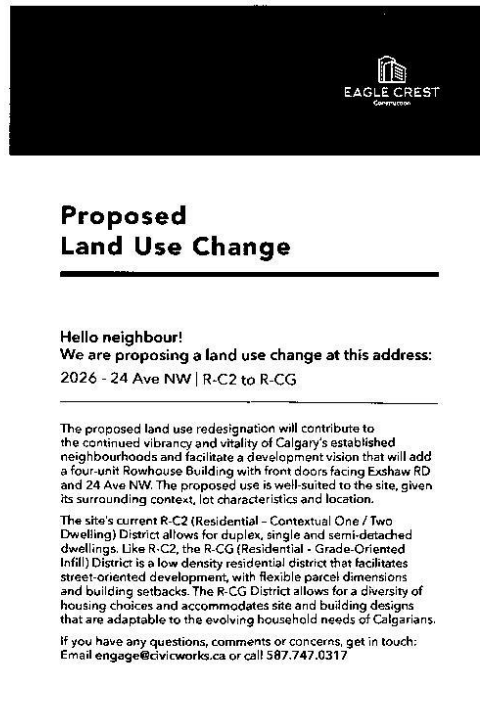 EAGLE CREST
Construction
Proposed
Land Use Change
Hello neighbour!
We are proposing a land use change at this address:
2026 - 24 Ave NW | R-C2 to R-CG
The proposed land use redesignation will contribute to
the continued vibrancy and vitality of Calgary's established
neighbourhoods and facilitate a development vision that will add
a four-unit Rowhouse Building with front doors facing Exshaw RD
and 24 Ave NW. The proposed use is well-suited to the site, given
its surrounding context, lot characteristics and location.
The site's current R-C2 (Residential – Contextual One / Two
Dwelling) District allows for duplex, single and semi-detached
dwellings. Like R-C2, the R-CG (Residential - Grade-Oriented
Infill) District is a low density residential district that facilitates
street-oriented development, with flexible parcel dimensions
and building setbacks. The R-CG District allows for a diversity of
housing choices and accommodates site and building designs
that are adaptable to the evolving household needs of Calgarians.
If you have any questions, comments or concerns, get in touch:
Email engage@civicworks.ca or call 587.747.0317